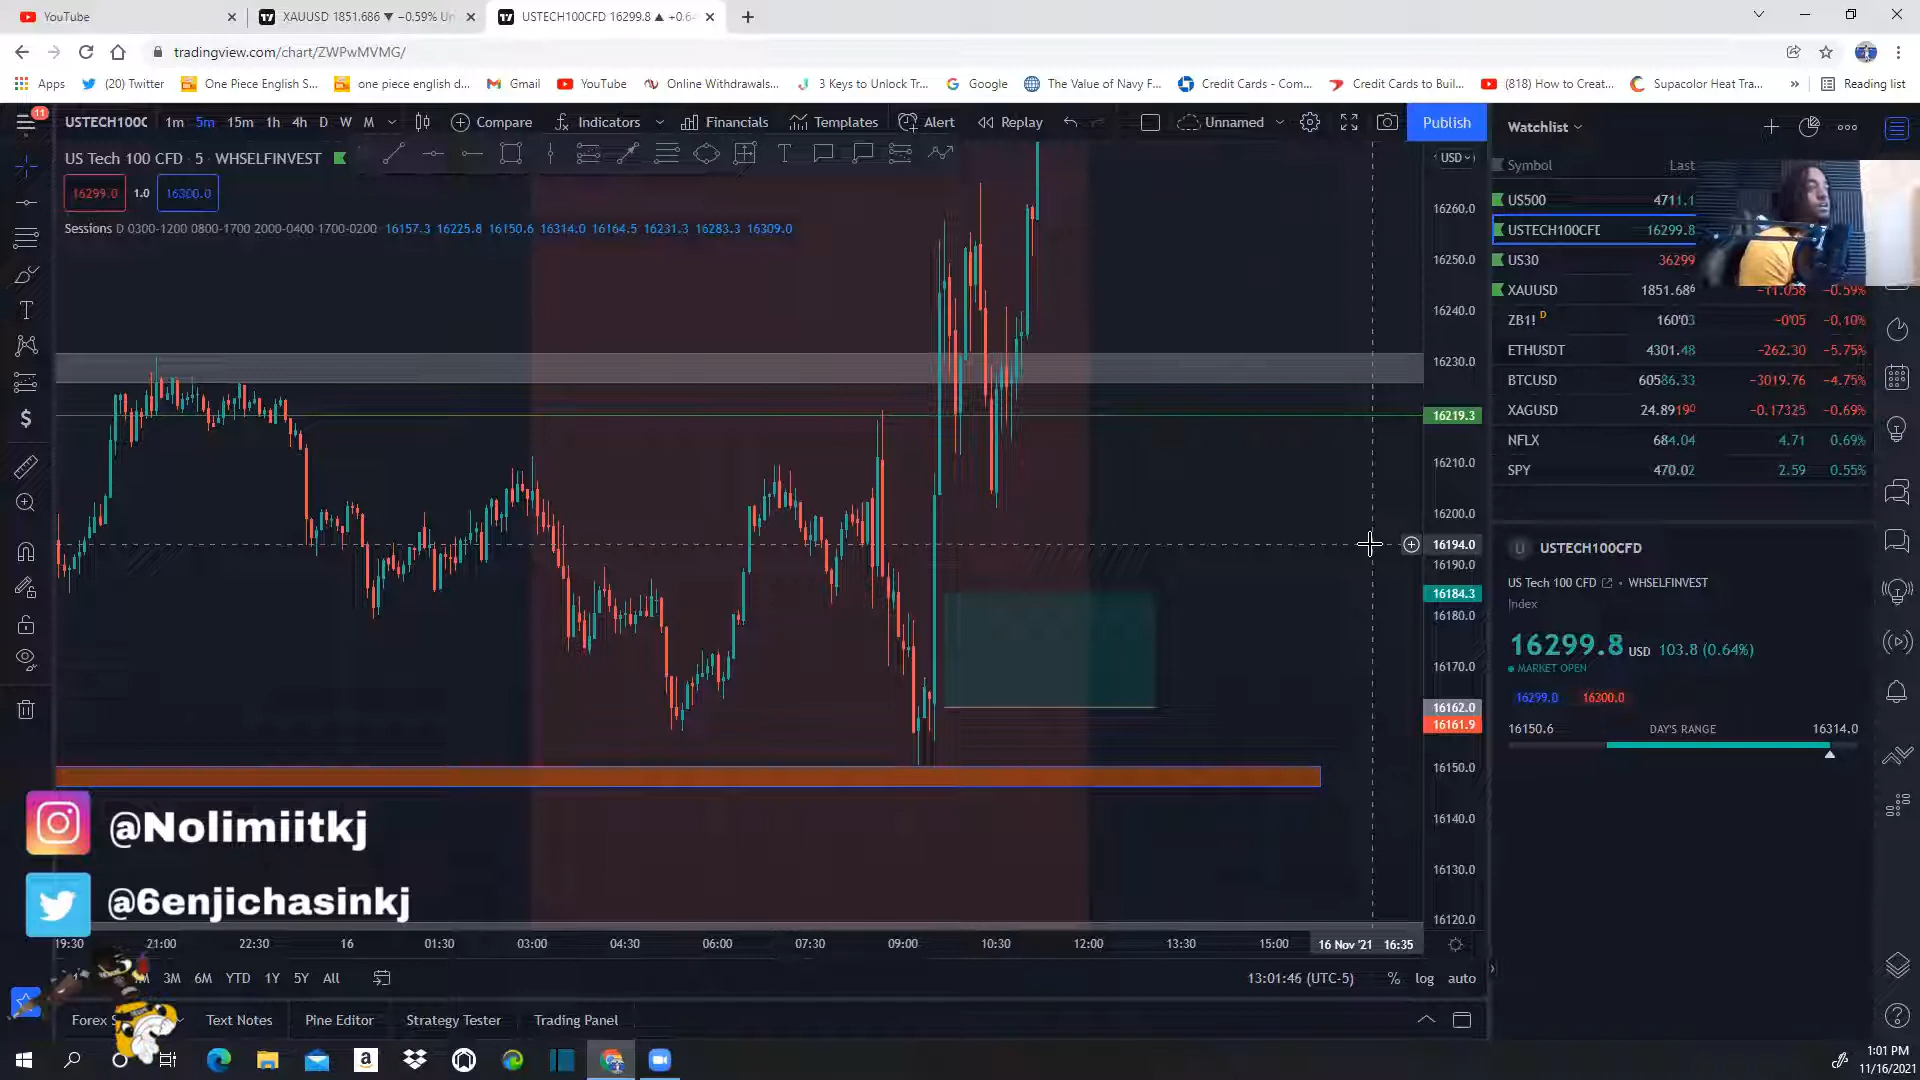 YouTube
XAUUSD 1851.686 ▼ −0.59% Un
USTECH100CFD 16299.8 ▲ +0.6
tradingview.com/chart/ZWPwMVMG/
Apps
(20) Twitter
One Piece English S...
one piece english d...
Gmail
YouTube
Online Withdrawals...
3 Keys to Unlock Tr...
Google
The Value of Navy F...
Credit Cards - Com...
Credit Cards to Buil...
(818) How to Creat...
Supacolor Heat Tra...
»
Reading list
11
USTECH100C
1m 5m 15m 1h 4h D W M
Compare
Indicators
Financials
Templates
Alert
Replay
Unnamed
Publish
US Tech 100 CFD · 5 · WHSELFINVEST
16299.0 1.0 16300.0
Sessions D 0300-1200 0800-1700 2000-0400 1700-0200 16157.3 16225.8 16150.6 16314.0 16164.5 16231.3 16283.3 16309.0
USD
16260.0
16250.0
16240.0
16230.0
16219.3
16210.0
16200.0
16194.0
16190.0
16184.3
16180.0
16170.0
16162.0
16161.9
16150.0
16140.0
16130.0
16120.0
Watchlist
Symbol Last
US500 4711.1
USTECH100CFD 16299.8
US30 36299
XAUUSD 1851.686 −11.058 −0.59%
ZB1! D 160'03 −0'05 −0.10%
ETHUSDT 4301.48 −262.30 −5.75%
BTCUSD 60586.33 −3019.76 −4.75%
XAGUSD 24.89190 −0.17325 −0.69%
NFLX 684.04 4.71 0.69%
SPY 470.02 2.59 0.55%
U USTECH100CFD
US Tech 100 CFD • WHSELFINVEST
Index
16299.8 USD 103.8 (0.64%)
MARKET OPEN
16299.0 16300.0
16150.6 DAY'S RANGE 16314.0
@Nolimiitkj
@6enjichasinkj
19:30 21:00 22:30 16 01:30 03:00 04:30 06:00 07:30 09:00 10:30 12:00 13:30 15:00 16 Nov '21 16:35
3M 6M YTD 1Y 5Y All
13:01:46 (UTC-5) % log auto
Forex
Text Notes
Pine Editor
Strategy Tester
Trading Panel
1:01 PM
11/16/2021